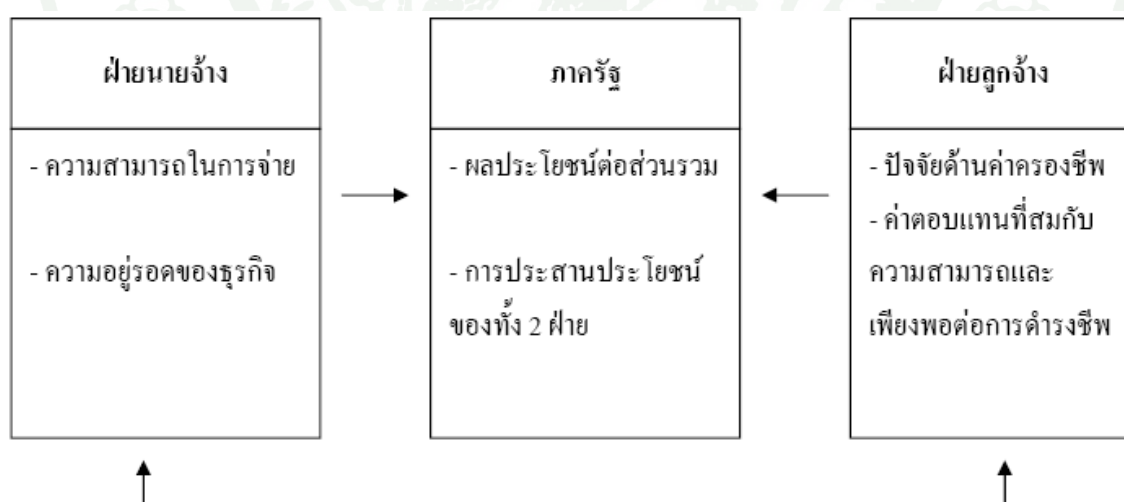 ฝ่ายนายจ้าง
- ความสามารถในการจ่าย
- ความอยู่รอดของธุรกิจ
ภาครัฐ
- ผลประโยชน์ต่อส่วนรวม
- การประสานประโยชน์
ของทั้ง 2 ฝ่าย
ฝ่ายลูกจ้าง
- ปัจจัยด้านค่าครองชีพ
- ค่าตอบแทนที่สมกับ
ความสามารถและ
เพียงพอต่อการดำรงชีพ